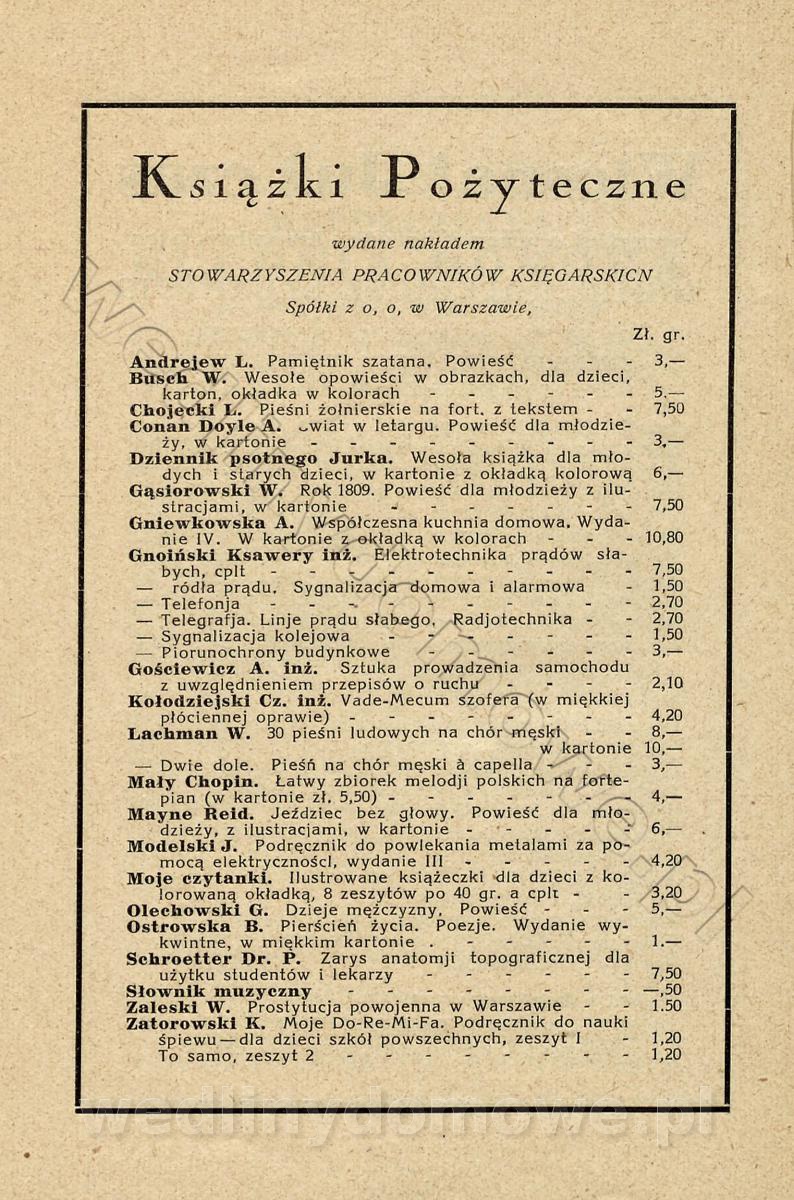 Książki Pożyteczne
wydane nakładem
STOWARZYSZENIA PRACOWNIKÓW KSIĘGARSKICN
Spółki z o, o, w Warszawie,
Zł. gr.
Andrejew L. Pamiętnik szatana. Powieść - - - 3,—
Busch W. Wesołe opowieści w obrazkach, dla dzieci,
karton, okładka w kolorach - - - - - - 5.—
Chojecki L. Pieśni żołnierskie na fort. z tekstem - - 7,50
Conan Doyle A. wiat w letargu. Powieść dla młodzie-
ży, w kartonie - - - - - - - - - 3,—
Dziennik psotnego Jurka. Wesoła książka dla mło-
dych i starych dzieci, w kartonie z okładką kolorową 6,—
Gąsiorowski W. Rok 1809. Powieść dla młodzieży z ilu-
stracjami, w kartonie - - - - - - - 7,50
Gniewkowska A. Współczesna kuchnia domowa. Wyda-
nie IV. W kartonie z okładką w kolorach - - - 10,80
Gnoiński Ksawery inż. Elektrotechnika prądów sła-
bych, cplt - - - - - - - - - - 7,50
— ródła prądu. Sygnalizacja domowa i alarmowa - 1,50
— Telefonja - - - - - - - - - - 2,70
— Telegrafja. Linje prądu słabego, Radjotechnika - - 2,70
— Sygnalizacja kolejowa - - - - - - - 1,50
— Piorunochrony budynkowe - - - - - - 3,—
Gościewicz A. inż. Sztuka prowadzenia samochodu
z uwzględnieniem przepisów o ruchu - - - - 2,10
Kołodziejski Cz. inż. Vade-Mecum szofera (w miękkiej
płóciennej oprawie) - - - - - - - - 4,20
Lachman W. 30 pieśni ludowych na chór męski - - 8,—
w kartonie 10,—
— Dwie dole. Pieśń na chór męski à capella - - - 3,—
Mały Chopin. Łatwy zbiorek melodji polskich na forte-
pian (w kartonie zł. 5,50) - - - - - - - 4,—
Mayne Reid. Jeździec bez głowy. Powieść dla mło-
dzieży, z ilustracjami, w kartonie - - - - - 6,—
Modelski J. Podręcznik do powlekania metalami za po-
mocą elektryczności, wydanie III - - - - - 4,20
Moje czytanki. Ilustrowane książeczki dla dzieci z ko-
lorowaną okładką, 8 zeszytów po 40 gr. a cplt - - 3,20
Olechowski G. Dzieje mężczyzny. Powieść - - - 5,—
Ostrowska B. Pierścień życia. Poezje. Wydanie wy-
kwintne, w miękkim kartonie . - - - - - 1.—
Schroetter Dr. P. Zarys anatomji topograficznej dla
użytku studentów i lekarzy - - - - - - 7,50
Słownik muzyczny - - - - - - - - —,50
Zaleski W. Prostytucja powojenna w Warszawie - - 1.50
Zatorowski K. Moje Do-Re-Mi-Fa. Podręcznik do nauki
śpiewu — dla dzieci szkół powszechnych, zeszyt I - 1,20
To samo, zeszyt 2 - - - - - - - - 1,20
wedlinydomowe.pl